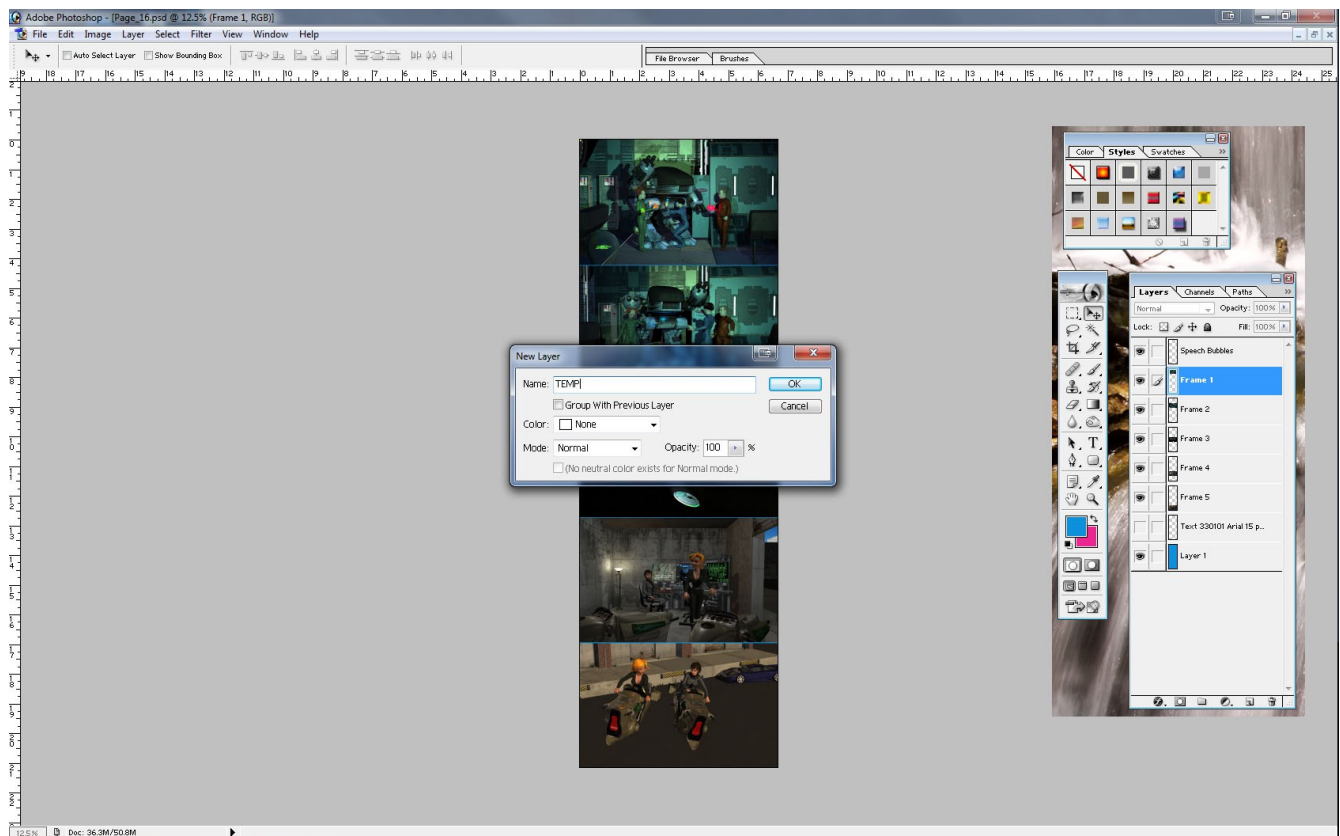 Adobe Photoshop - [Page_16.psd @ 12.5% (Frame 1, RGB)]
File Edit Image Layer Select Filter View Window Help
Auto Select Layer Show Bounding Box
File Browser Brushes
Color Styles Swatches
New Layer
Name: TEMP
OK
Group With Previous Layer
Cancel
Color: None
Mode: Normal Opacity: 100 %
(No neutral color exists for Normal mode.)
Layers Channels Paths
Normal Opacity: 100%
Lock: Fill: 100%
Speech Bubbles
Frame 1
Frame 2
Frame 3
Frame 4
Frame 5
Text 330101 Arial 15 p...
Layer 1
12.5% Doc: 36.3M/50.8M